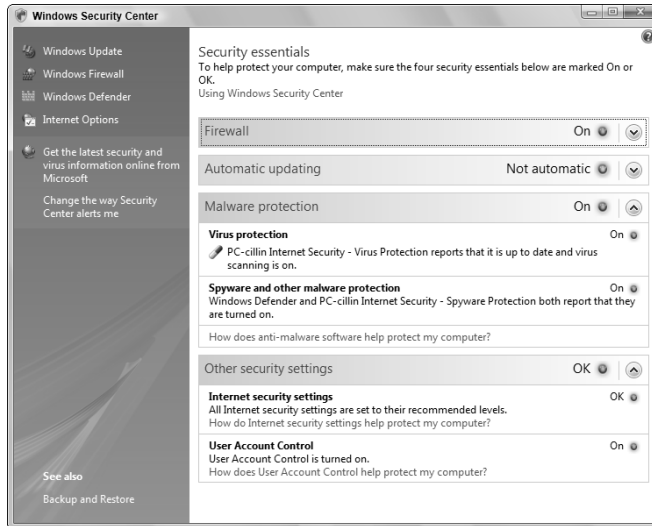 Windows Security Center
Windows Update
Windows Firewall
Windows Defender
Internet Options
Get the latest security and
virus information online from
Microsoft
Change the way Security
Center alerts me
See also
Backup and Restore
Security essentials
To help protect your computer, make sure the four security essentials below are marked On or
OK.
Using Windows Security Center
Firewall On
Automatic updating Not automatic
Malware protection On
Virus protection On
PC-cillin Internet Security - Virus Protection reports that it is up to date and virus
scanning is on.
Spyware and other malware protection On
Windows Defender and PC-cillin Internet Security - Spyware Protection both report that they
are turned on.
How does anti-malware software help protect my computer?
Other security settings OK
Internet security settings OK
All Internet security settings are set to their recommended levels.
How do Internet security settings help protect my computer?
User Account Control On
User Account Control is turned on.
How does User Account Control help protect my computer?